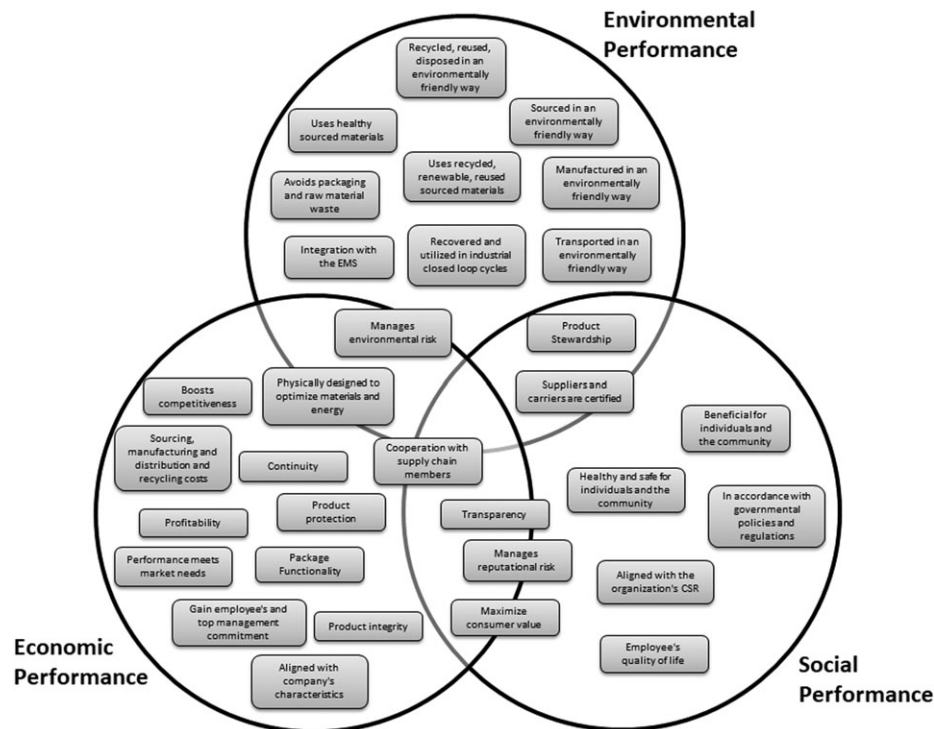 Environmental
Performance
Recycled, reused,
disposed in an
environmentally
friendly way
Uses healthy
sourced materials
Sourced in an
environmentally
friendly way
Uses recycled,
renewable, reused
sourced materials
Manufactured in an
environmentally
friendly way
Avoids packaging
and raw material
waste
Integration with
the EMS
Recovered and
utilized in industrial
closed loop cycles
Transported in an
environmentally
friendly way
Manages
environmental risk
Product
Stewardship
Physically designed to
optimize materials and
energy
Suppliers and
carriers are certified
Boosts
competitiveness
Beneficial for
individuals and
the community
Sourcing,
manufacturing and
distribution and
recycling costs
Continuity
Cooperation with
supply chain
members
Healthy and safe for
individuals and the
community
In accordance with
governmental
policies and
regulations
Profitability
Product
protection
Transparency
Performance meets
market needs
Package
Functionality
Manages
reputational risk
Aligned with the
organization's CSR
Gain employee's and
top management
commitment
Product integrity
Maximize
consumer value
Employee's
quality of life
Aligned with
company's
characteristics
Economic
Performance
Social
Performance